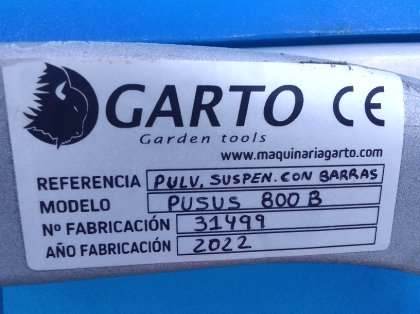 GARTO CE
Garden tools
www.maquinariagarto.com
REFERENCIA PULV. SUSPEN. CON BARRAS
MODELO PUSUS 800 B
Nº FABRICACIÓN 31499
AÑO FABRICACIÓN 2022